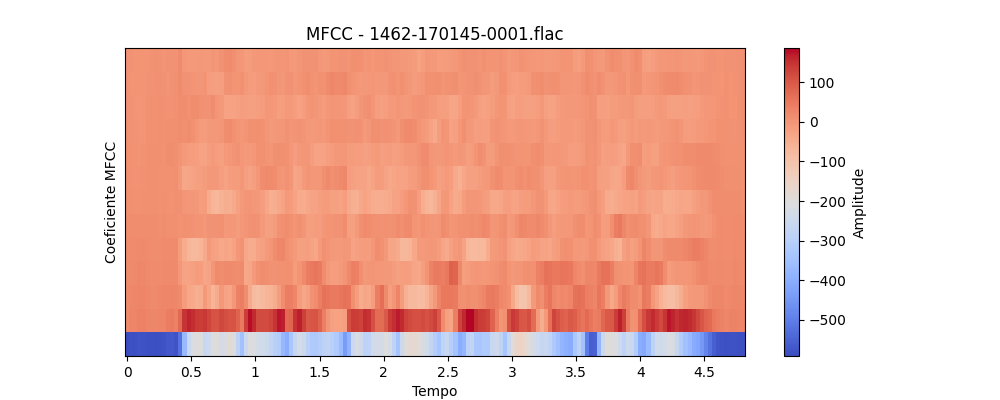 MFCC - 1462-170145-0001.flac
Coeficiente MFCC
0 0.5 1 1.5 2 2.5 3 3.5 4 4.5
Tempo
100
0
−100
−200
−300
−400
−500
Amplitude